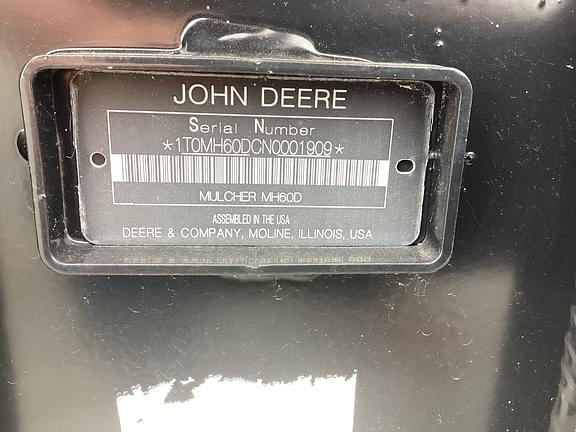 JOHN DEERE
Serial Number
*1T0MH60DCN0001909*
MULCHER MH60D
ASSEMBLED IN THE USA
DEERE & COMPANY, MOLINE, ILLINOIS, USA